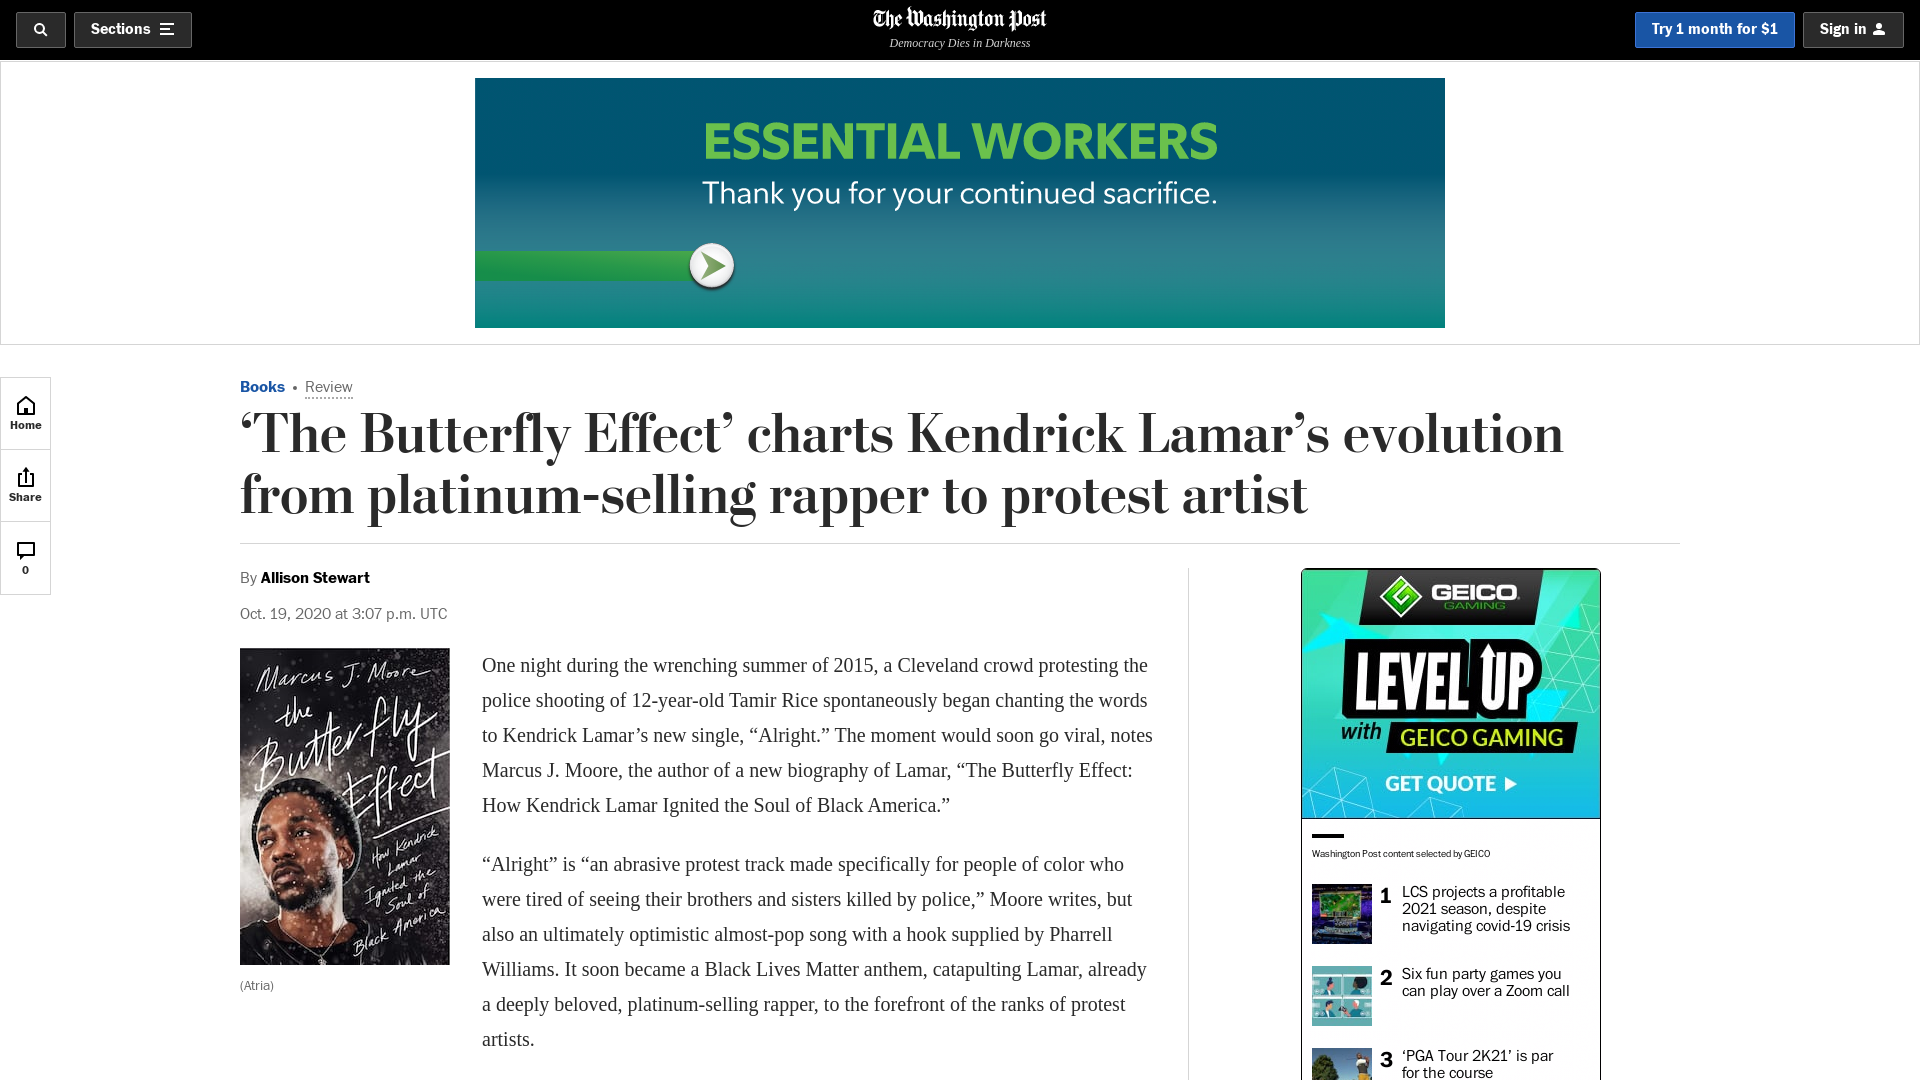 Sections
The Washington Post
Democracy Dies in Darkness
Try 1 month for $1
Sign in
ESSENTIAL WORKERS
Thank you for your continued sacrifice.
Home
Share
0
Books • Review
‘The Butterfly Effect’ charts Kendrick Lamar’s evolution
from platinum-selling rapper to protest artist
By Allison Stewart
Oct. 19, 2020 at 3:07 p.m. UTC
Marcus J. Moore
the
Butterfly
Effect
How Kendrick
Lamar
Ignited the
Soul of
Black America
(Atria)
One night during the wrenching summer of 2015, a Cleveland crowd protesting the
police shooting of 12-year-old Tamir Rice spontaneously began chanting the words
to Kendrick Lamar’s new single, “Alright.” The moment would soon go viral, notes
Marcus J. Moore, the author of a new biography of Lamar, “The Butterfly Effect:
How Kendrick Lamar Ignited the Soul of Black America.”
“Alright” is “an abrasive protest track made specifically for people of color who
were tired of seeing their brothers and sisters killed by police,” Moore writes, but
also an ultimately optimistic almost-pop song with a hook supplied by Pharrell
Williams. It soon became a Black Lives Matter anthem, catapulting Lamar, already
a deeply beloved, platinum-selling rapper, to the forefront of the ranks of protest
artists.
GEICO
GAMING
LEVEL UP
with GEICO GAMING
GET QUOTE
Washington Post content selected by GEICO
1 LCS projects a profitable
2021 season, despite
navigating covid-19 crisis
2 Six fun party games you
can play over a Zoom call
3 ‘PGA Tour 2K21’ is par
for the course